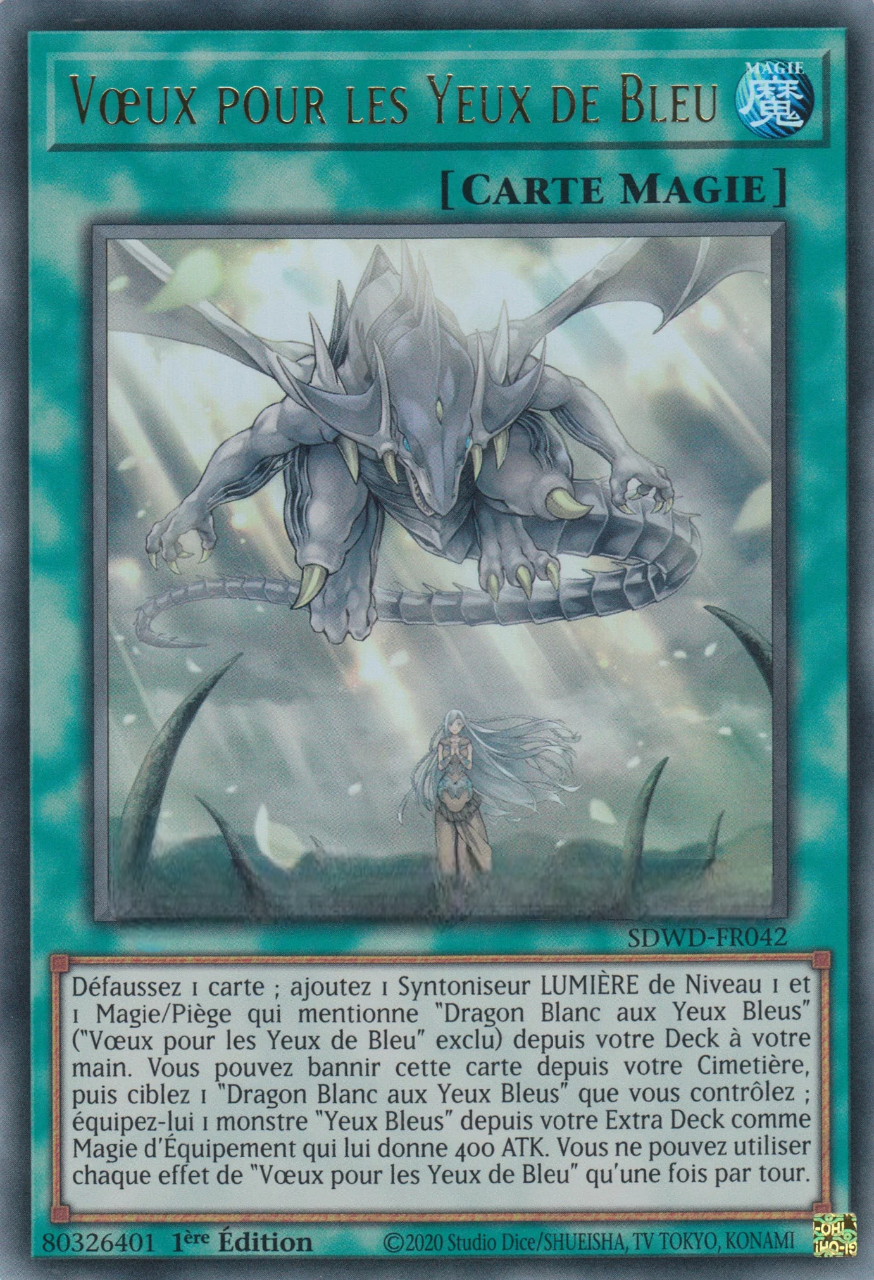 Vœux pour les Yeux de Bleu
MAGIE
魔
[Carte Magie]
SDWD-FR042
Défaussez 1 carte ; ajoutez 1 Syntoniseur LUMIÈRE de Niveau 1 et
1 Magie/Piège qui mentionne "Dragon Blanc aux Yeux Bleus"
("Vœux pour les Yeux de Bleu" exclu) depuis votre Deck à votre
main. Vous pouvez bannir cette carte depuis votre Cimetière,
puis ciblez 1 "Dragon Blanc aux Yeux Bleus" que vous contrôlez ;
équipez-lui 1 monstre "Yeux Bleus" depuis votre Extra Deck comme
Magie d'Équipement qui lui donne 400 ATK. Vous ne pouvez utiliser
chaque effet de "Vœux pour les Yeux de Bleu" qu'une fois par tour.
80326401 1ère Édition ©2020 Studio Dice/SHUEISHA, TV TOKYO, KONAMI